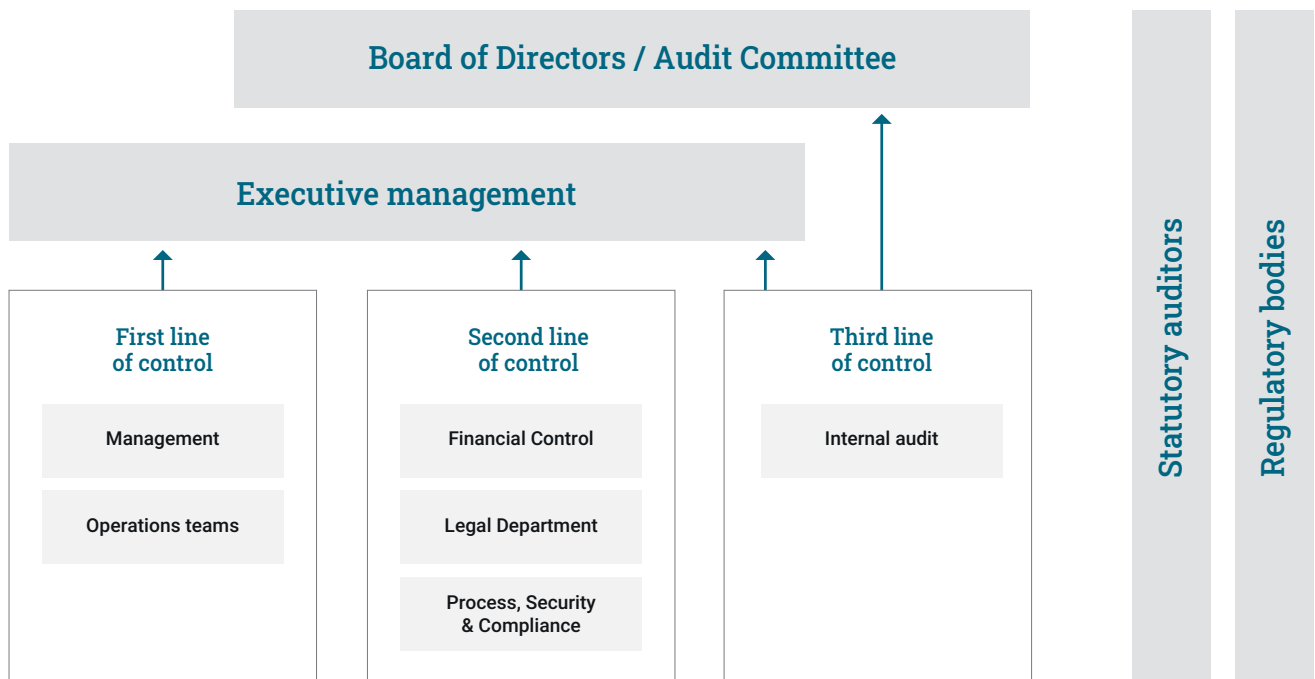 Board of Directors / Audit Committee
Executive management
First line
of control
Management
Operations teams
Second line
of control
Financial Control
Legal Department
Process, Security
& Compliance
Third line
of control
Internal audit
Statutory auditors
Regulatory bodies